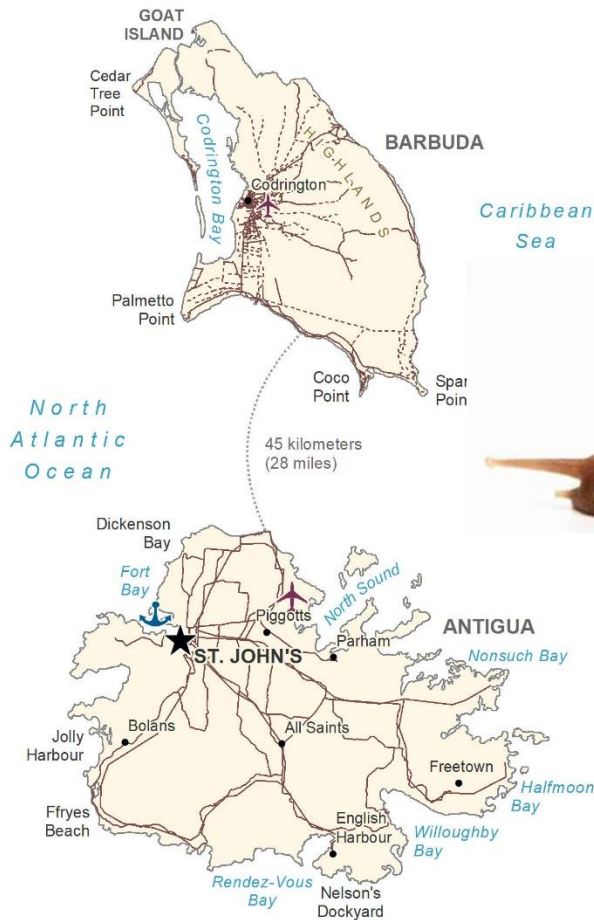 GOAT
ISLAND
Cedar
Tree
Point
Codrington Bay
HIGHLANDS
BARBUDA
Codrington
Caribbean
Sea
Palmetto
Point
Coco
Point
Spar
Poin
North
Atlantic
Ocean
45 kilometers
(28 miles)
Dickenson
Bay
Fort
Bay
North Sound
Piggotts
ANTIGUA
Parham
ST. JOHN'S
Nonsuch Bay
Jolly
Harbour
Bolans
All Saints
Freetown
Halfmoon
Bay
Ffryes
Beach
English
Harbour
Willoughby
Bay
Rendez-Vous
Bay
Nelson's
Dockyard